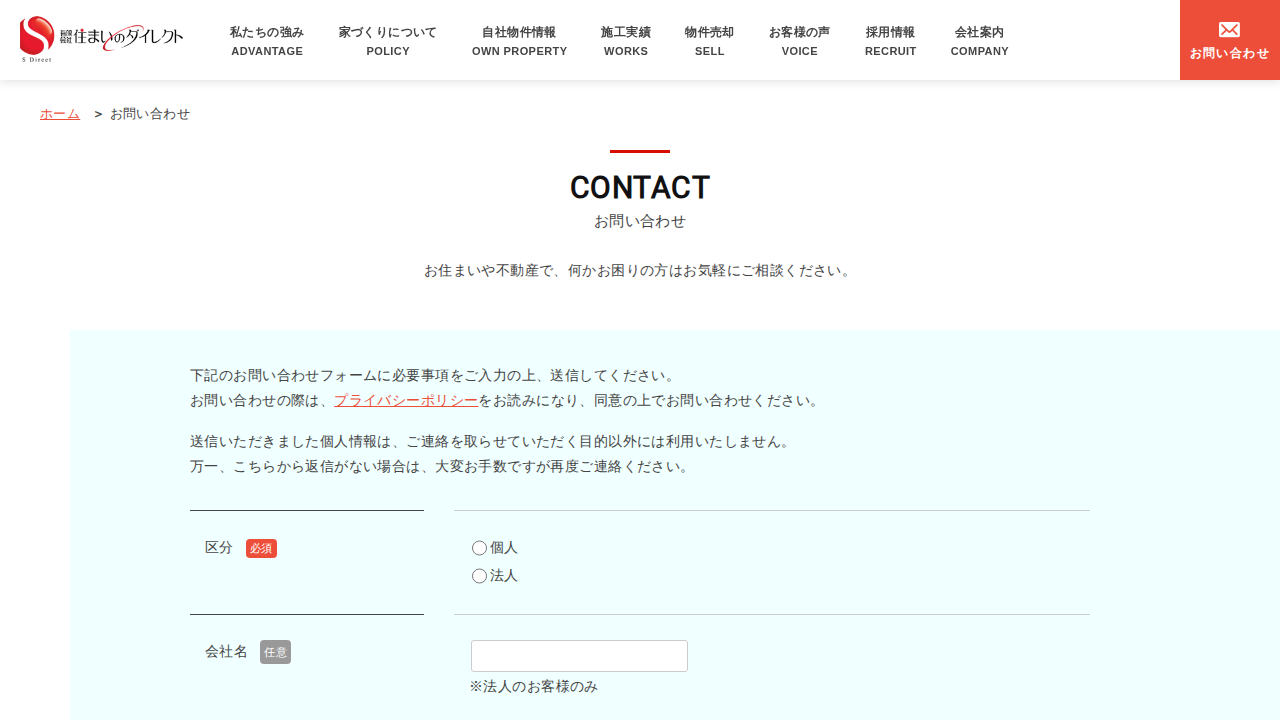 株式会社 住まいのダイレクト
S Direct
私たちの強み
ADVANTAGE
家づくりについて
POLICY
自社物件情報
OWN PROPERTY
施工実績
WORKS
物件売却
SELL
お客様の声
VOICE
採用情報
RECRUIT
会社案内
COMPANY
お問い合わせ
ホーム > お問い合わせ
CONTACT
お問い合わせ
お住まいや不動産で、何かお困りの方はお気軽にご相談ください。
下記のお問い合わせフォームに必要事項をご入力の上、送信してください。
お問い合わせの際は、プライバシーポリシーをお読みになり、同意の上でお問い合わせください。
送信いただきました個人情報は、ご連絡を取らせていただく目的以外には利用いたしません。
万一、こちらから返信がない場合は、大変お手数ですが再度ご連絡ください。
区分 必須
個人
法人
会社名 任意
※法人のお客様のみ